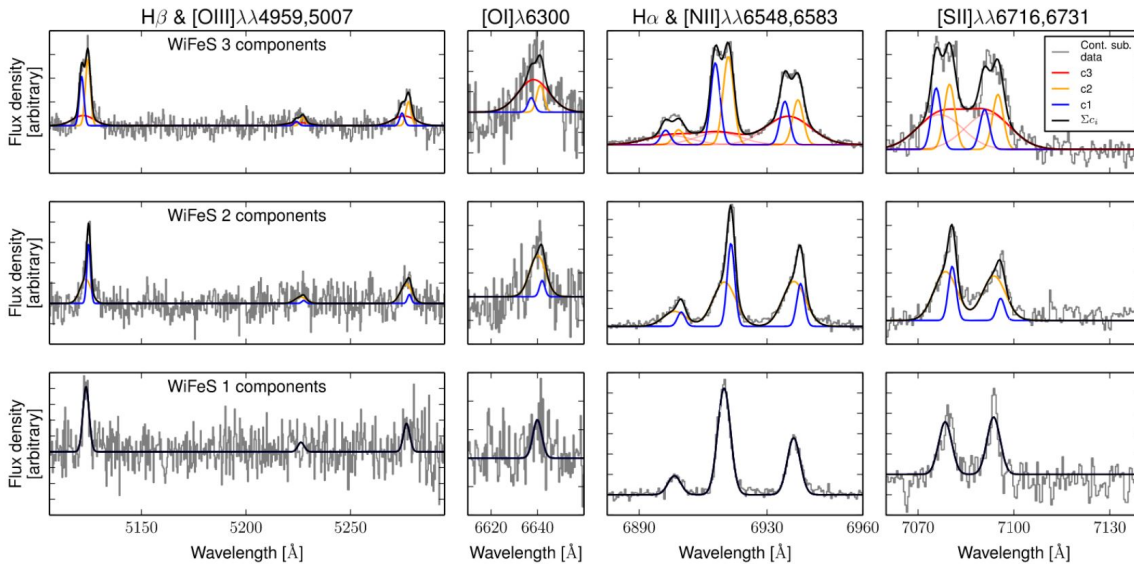 Hβ & [OIII]λλ4959,5007
[OI]λ6300
Hα & [NII]λλ6548,6583
[SII]λλ6716,6731
Flux density
[arbitrary]
WiFeS 3 components
Cont. sub.
data
c3
c2
c1
Σcᵢ
Flux density
[arbitrary]
WiFeS 2 components
Flux density
[arbitrary]
WiFeS 1 components
5150 5200 5250
6620 6640
6890 6930 6960
7070 7100 7130
Wavelength [Å]
Wavelength [Å]
Wavelength [Å]
Wavelength [Å]